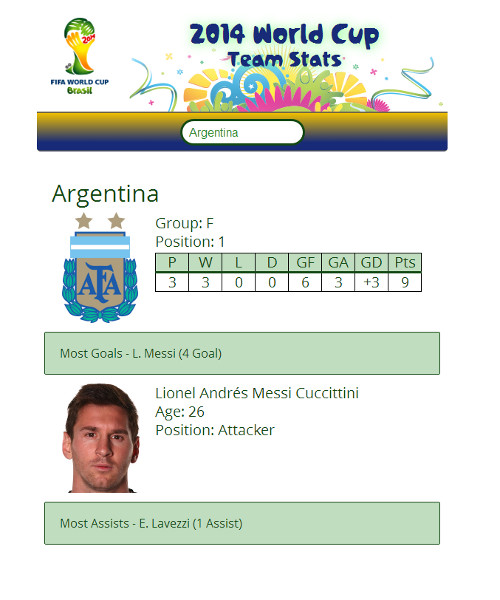 2014 World Cup
Team Stats
2014
FIFA WORLD CUP
Brasil
Argentina
Argentina
AFA
Group: F
Position: 1
P W L D GF GA GD Pts
3 3 0 0 6 3 +3 9
Most Goals - L. Messi (4 Goal)
Lionel Andrés Messi Cuccittini
Age: 26
Position: Attacker
Most Assists - E. Lavezzi (1 Assist)